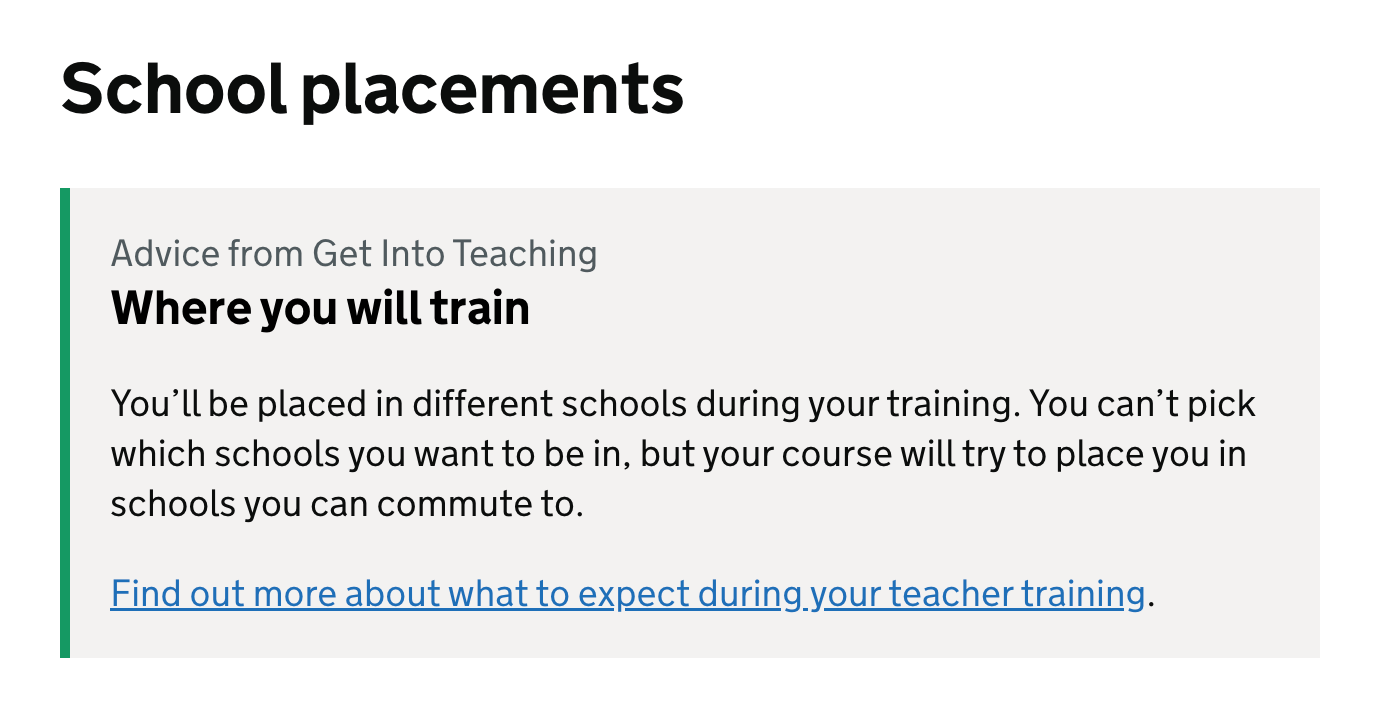 School placements
Advice from Get Into Teaching
Where you will train
You’ll be placed in different schools during your training. You can’t pick
which schools you want to be in, but your course will try to place you in
schools you can commute to.
Find out more about what to expect during your teacher training.